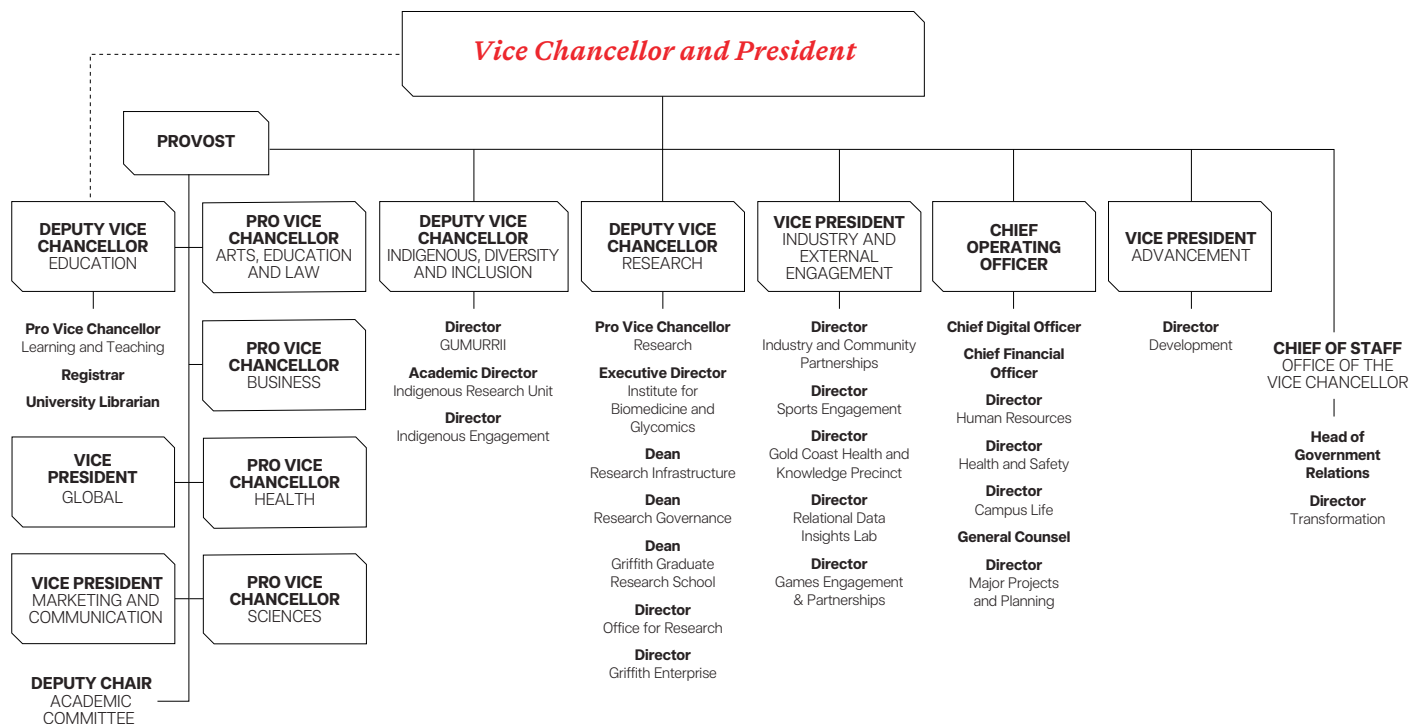 Vice Chancellor and President
PROVOST
DEPUTY VICE
CHANCELLOR
EDUCATION
Pro Vice Chancellor
Learning and Teaching
Registrar
University Librarian
PRO VICE
CHANCELLOR
ARTS, EDUCATION
AND LAW
PRO VICE
CHANCELLOR
BUSINESS
VICE
PRESIDENT
GLOBAL
PRO VICE
CHANCELLOR
HEALTH
VICE PRESIDENT
MARKETING AND
COMMUNICATION
PRO VICE
CHANCELLOR
SCIENCES
DEPUTY CHAIR
ACADEMIC
COMMITTEE
DEPUTY VICE
CHANCELLOR
INDIGENOUS, DIVERSITY
AND INCLUSION
Director
GUMURRII
Academic Director
Indigenous Research Unit
Director
Indigenous Engagement
DEPUTY VICE
CHANCELLOR
RESEARCH
Pro Vice Chancellor
Research
Executive Director
Institute for
Biomedicine and
Glycomics
Dean
Research Infrastructure
Dean
Research Governance
Dean
Griffith Graduate
Research School
Director
Office for Research
Director
Griffith Enterprise
VICE PRESIDENT
INDUSTRY AND
EXTERNAL
ENGAGEMENT
Director
Industry and Community
Partnerships
Director
Sports Engagement
Director
Gold Coast Health and
Knowledge Precinct
Director
Relational Data
Insights Lab
Director
Games Engagement
& Partnerships
CHIEF
OPERATING
OFFICER
Chief Digital Officer
Chief Financial
Officer
Director
Human Resources
Director
Health and Safety
Director
Campus Life
General Counsel
Director
Major Projects
and Planning
VICE PRESIDENT
ADVANCEMENT
Director
Development
CHIEF OF STAFF
OFFICE OF THE
VICE CHANCELLOR
Head of
Government
Relations
Director
Transformation